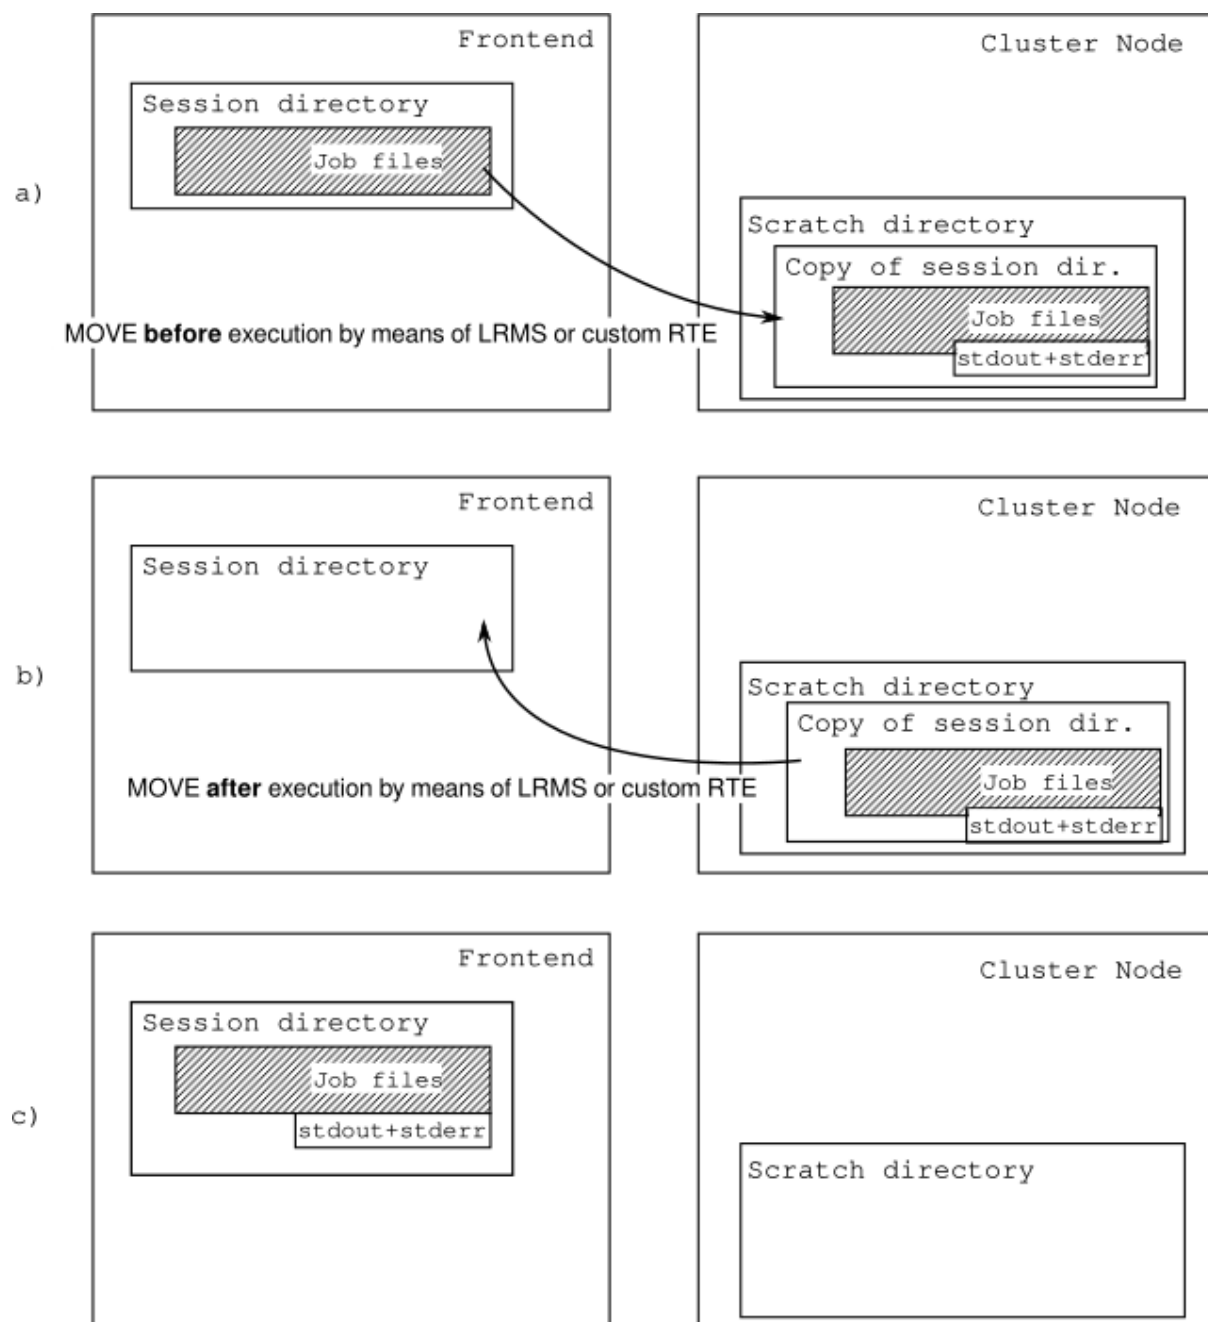 Frontend
Cluster Node
Session directory
Job files
a)
Scratch directory
Copy of session dir.
Job files
stdout+stderr
MOVE before execution by means of LRMS or custom RTE
Frontend
Cluster Node
Session directory
b)
Scratch directory
Copy of session dir.
Job files
stdout+stderr
MOVE after execution by means of LRMS or custom RTE
Frontend
Cluster Node
Session directory
Job files
stdout+stderr
c)
Scratch directory